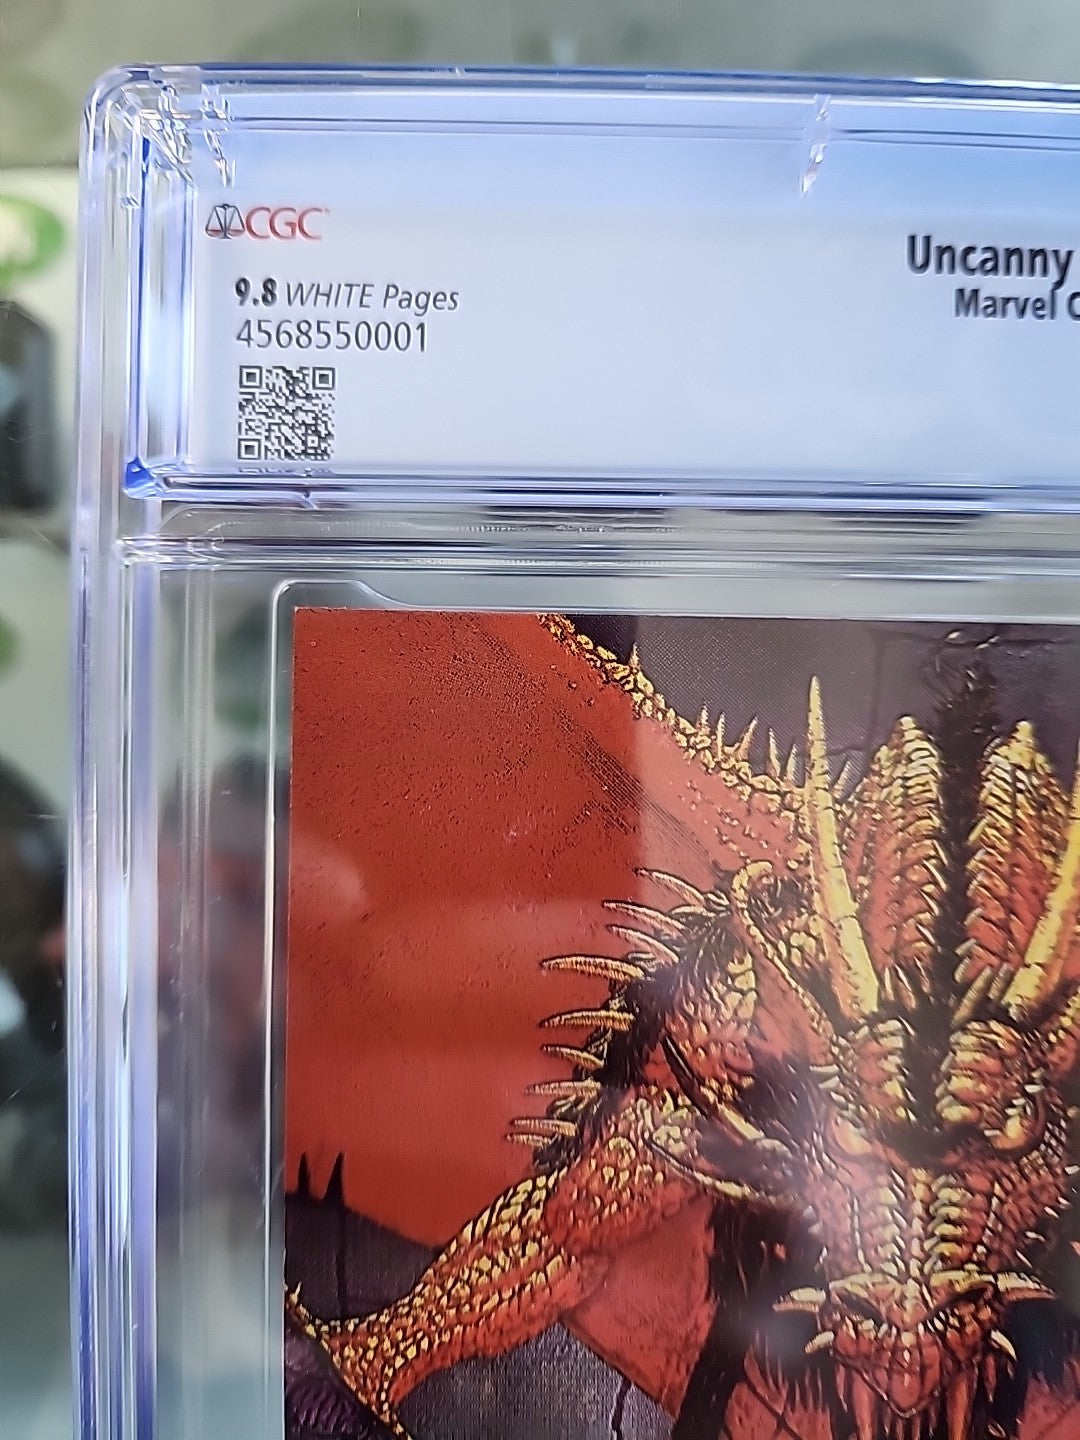 CGC
9.8 WHITE Pages
4568550001
Uncanny
Marvel C